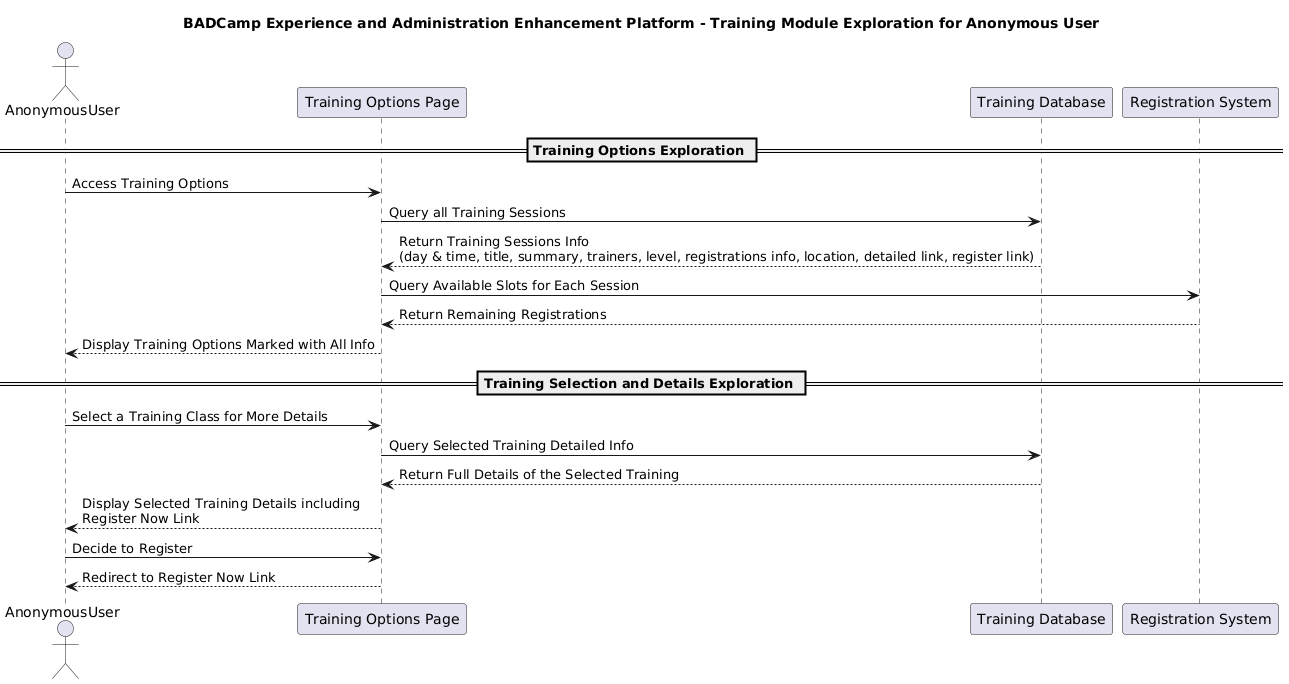 BADCamp Experience and Administration Enhancement Platform - Training Module Exploration for Anonymous User
AnonymousUser
Training Options Page
Training Database
Registration System
Training Options Exploration
Access Training Options
Query all Training Sessions
Return Training Sessions Info
(day & time, title, summary, trainers, level, registrations info, location, detailed link, register link)
Query Available Slots for Each Session
Return Remaining Registrations
Display Training Options Marked with All Info
Training Selection and Details Exploration
Select a Training Class for More Details
Query Selected Training Detailed Info
Return Full Details of the Selected Training
Display Selected Training Details including
Register Now Link
Decide to Register
Redirect to Register Now Link
AnonymousUser
Training Options Page
Training Database
Registration System